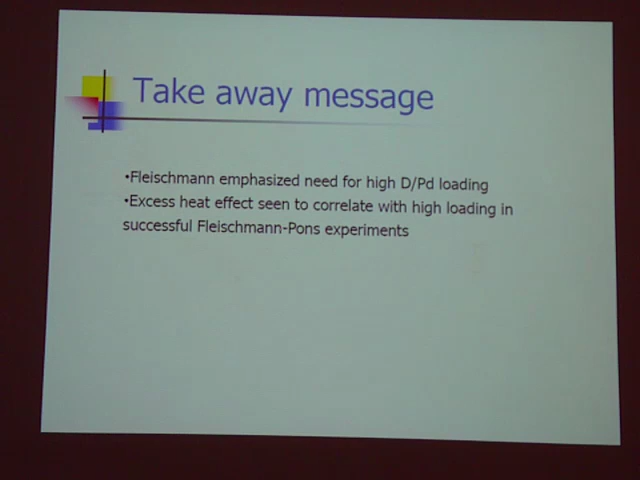 Take away message
•Fleischmann emphasized need for high D/Pd loading
•Excess heat effect seen to correlate with high loading in
successful Fleischmann-Pons experiments